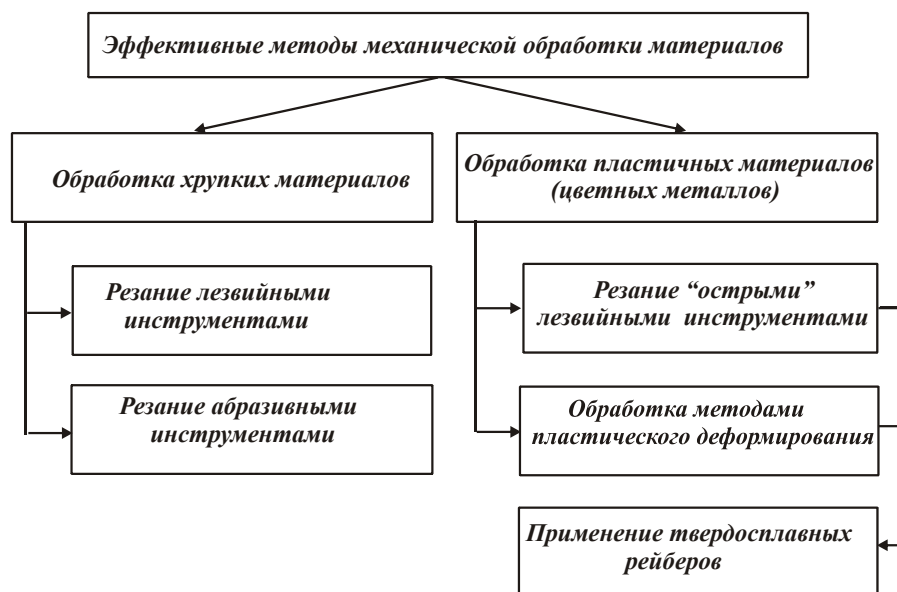 Эффективные методы механической обработки материалов
Обработка хрупких материалов
Обработка пластичных материалов
(цветных металлов)
Резание лезвийными
инструментами
Резание “острыми”
лезвийными инструментами
Резание абразивными
инструментами
Обработка методами
пластического деформирования
Применение твердосплавных
рейберов